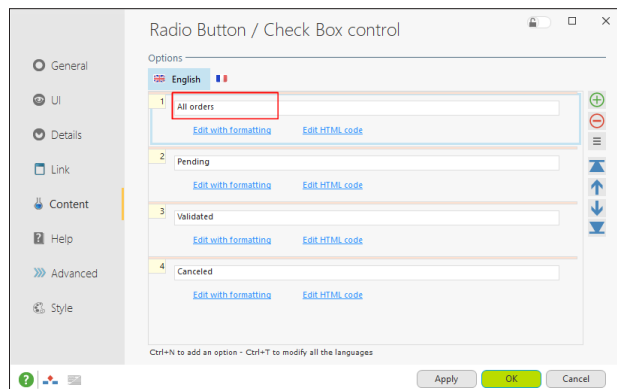 Radio Button / Check Box control
General
UI
Details
Link
Content
Help
Advanced
Style
Options
English
1
All orders
Edit with formatting Edit HTML code
2
Pending
Edit with formatting Edit HTML code
3
Validated
Edit with formatting Edit HTML code
4
Canceled
Edit with formatting Edit HTML code
Ctrl+N to add an option - Ctrl+T to modify all the languages
Apply OK Cancel